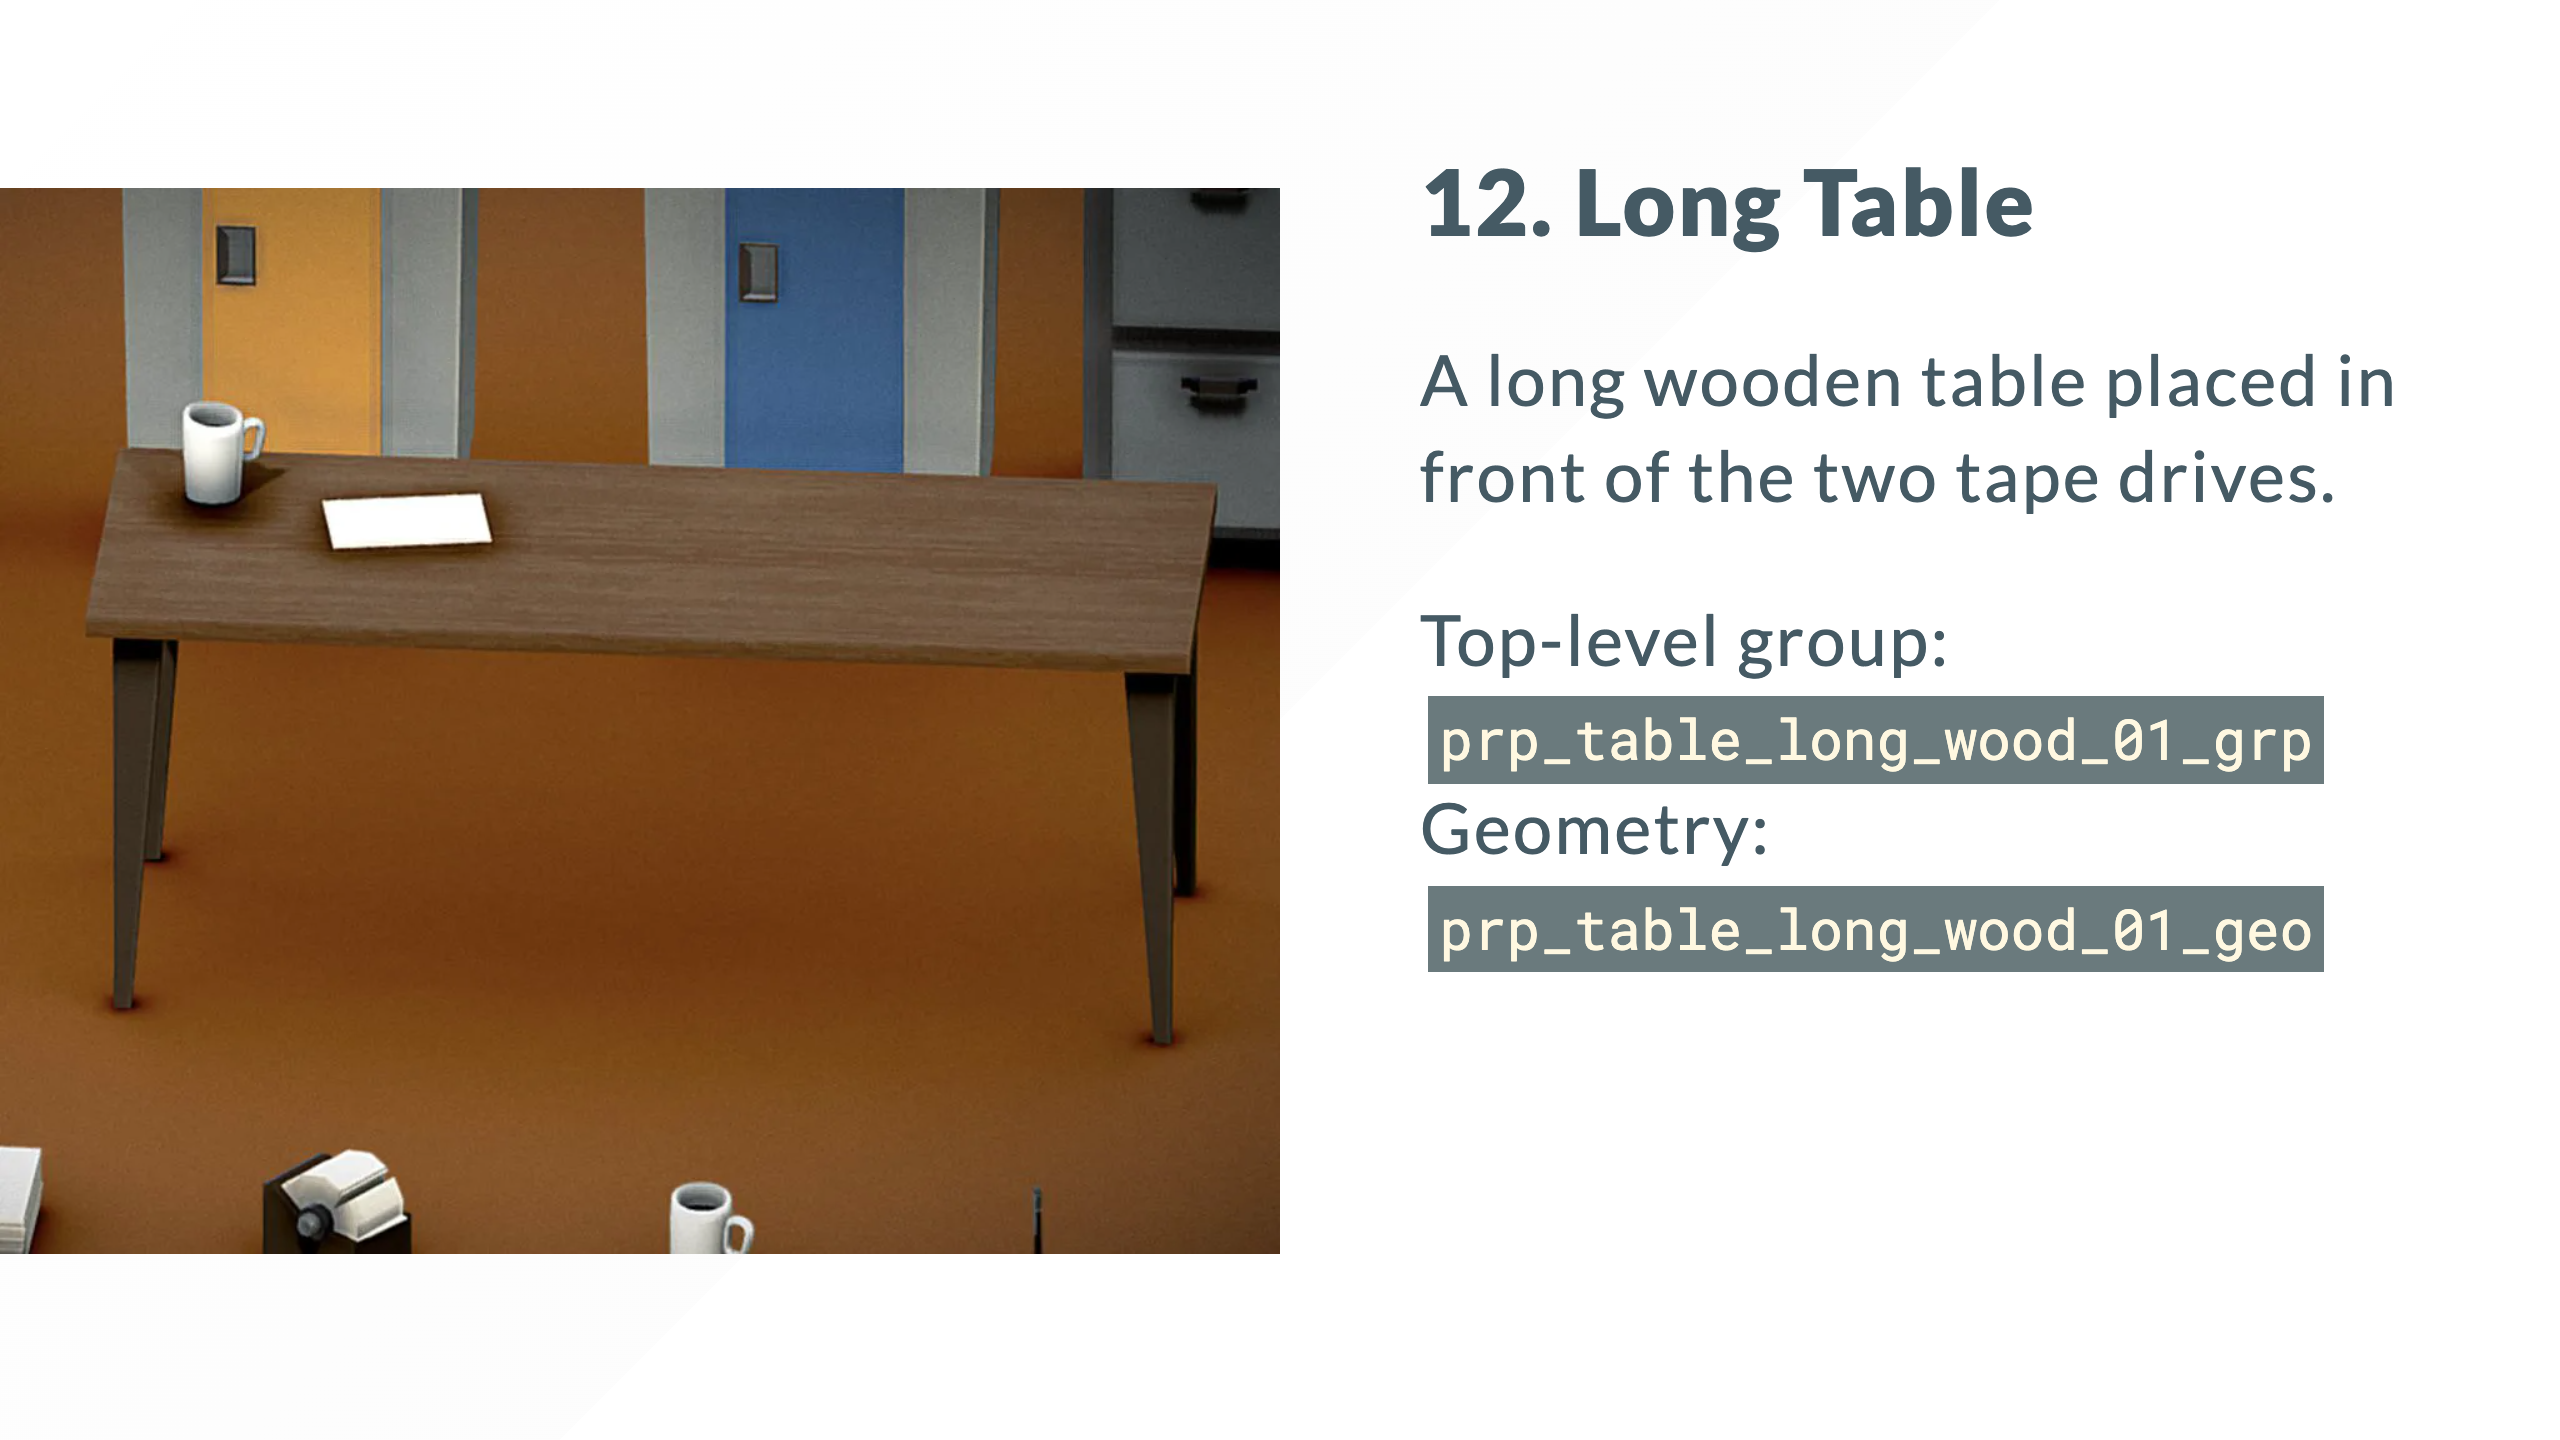 12. Long Table
A long wooden table placed in
front of the two tape drives.
Top-level group:
prp_table_long_wood_01_grp
Geometry:
prp_table_long_wood_01_geo